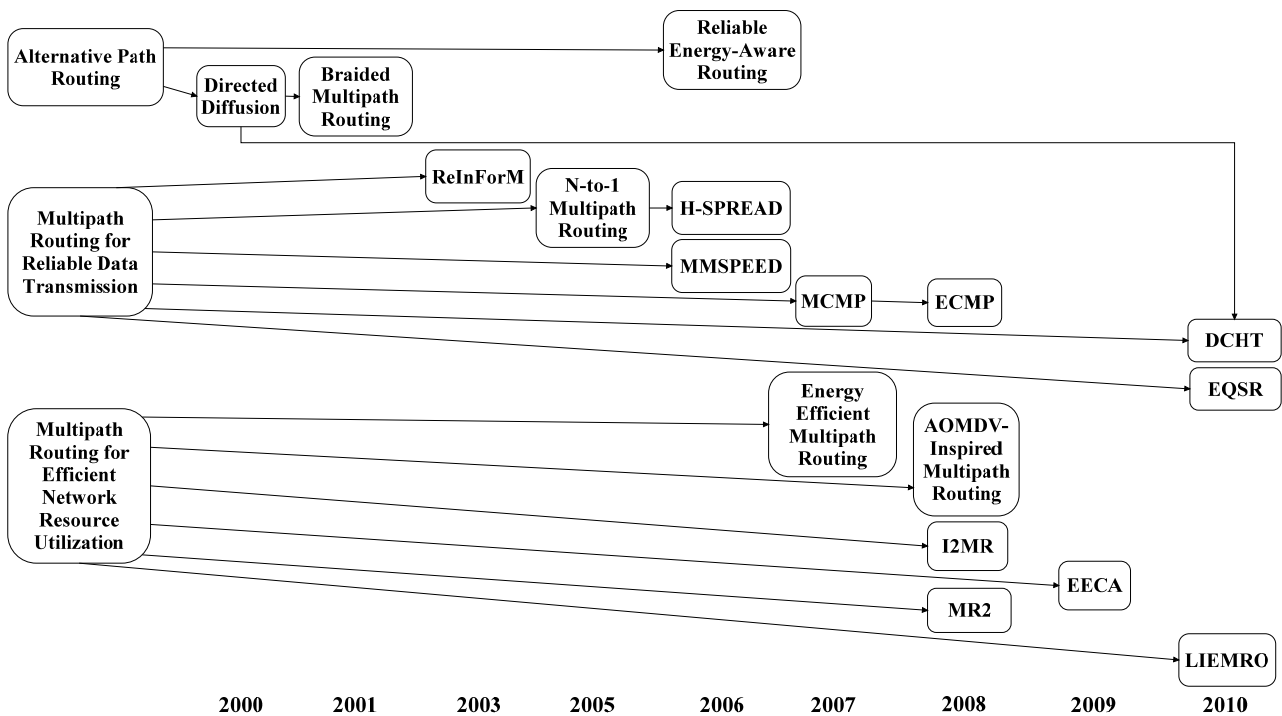 Alternative Path
Routing
Reliable
Energy-Aware
Routing
Directed
Diffusion
Braided
Multipath
Routing
Multipath
Routing for
Reliable Data
Transmission
ReInForM
N-to-1
Multipath
Routing
H-SPREAD
MMSPEED
MCMP
ECMP
DCHT
EQSR
Multipath
Routing for
Efficient
Network
Resource
Utilization
Energy
Efficient
Multipath
Routing
AOMDV-
Inspired
Multipath
Routing
I2MR
EECA
MR2
LIEMRO
2000 2001 2003 2005 2006 2007 2008 2009 2010